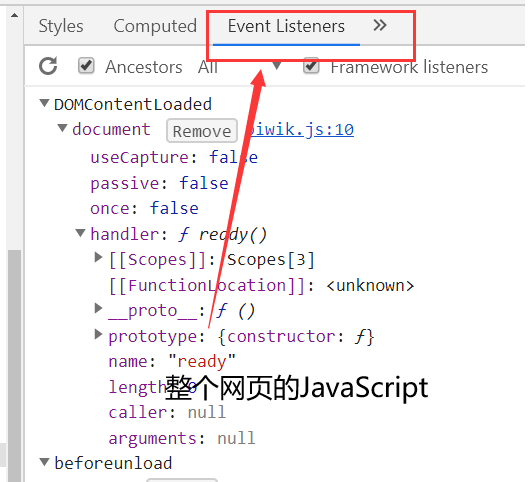 Styles Computed Event Listeners »
Ancestors All Framework listeners
DOMContentLoaded
document Remove piwik.js:10
useCapture: false
passive: false
once: false
handler: ƒ ready()
[[Scopes]]: Scopes[3]
[[FunctionLocation]]: <unknown>
__proto__: ƒ ()
prototype: {constructor: ƒ}
name: "ready"
length: 0
整个网页的JavaScript
caller: null
arguments: null
beforeunload